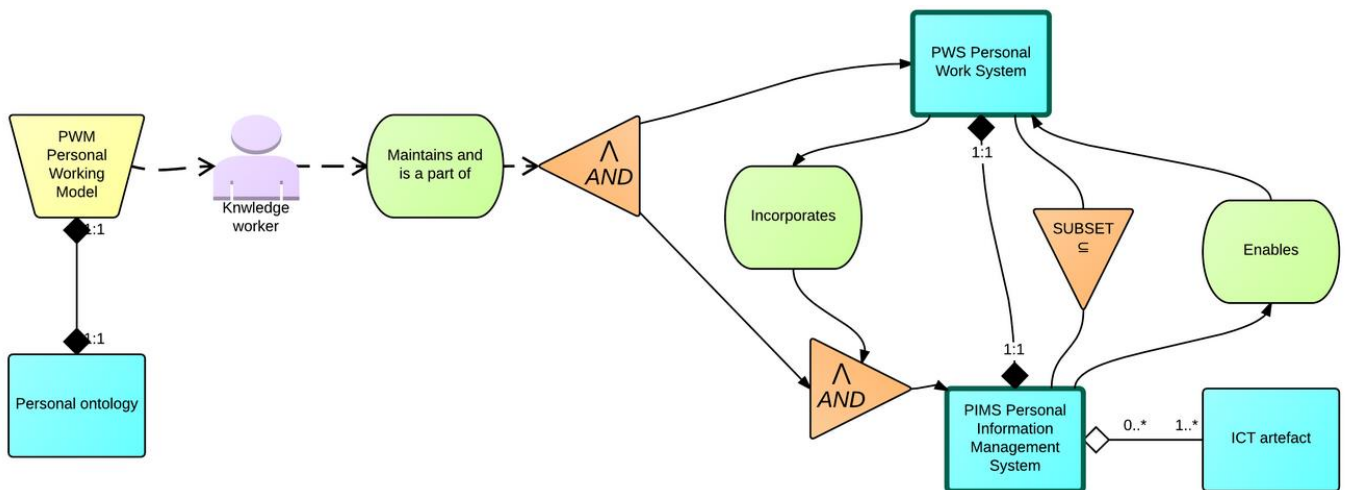 PWS Personal
Work System
PWM
Personal
Working
Model
1:1
1:1
Personal ontology
Knwledge
worker
Maintains and
is a part of
∧
AND
Incorporates
1:1
1:1
SUBSET
⊆
Enables
∧
AND
PIMS Personal
Information
Management
System
0..*
1..*
ICT artefact